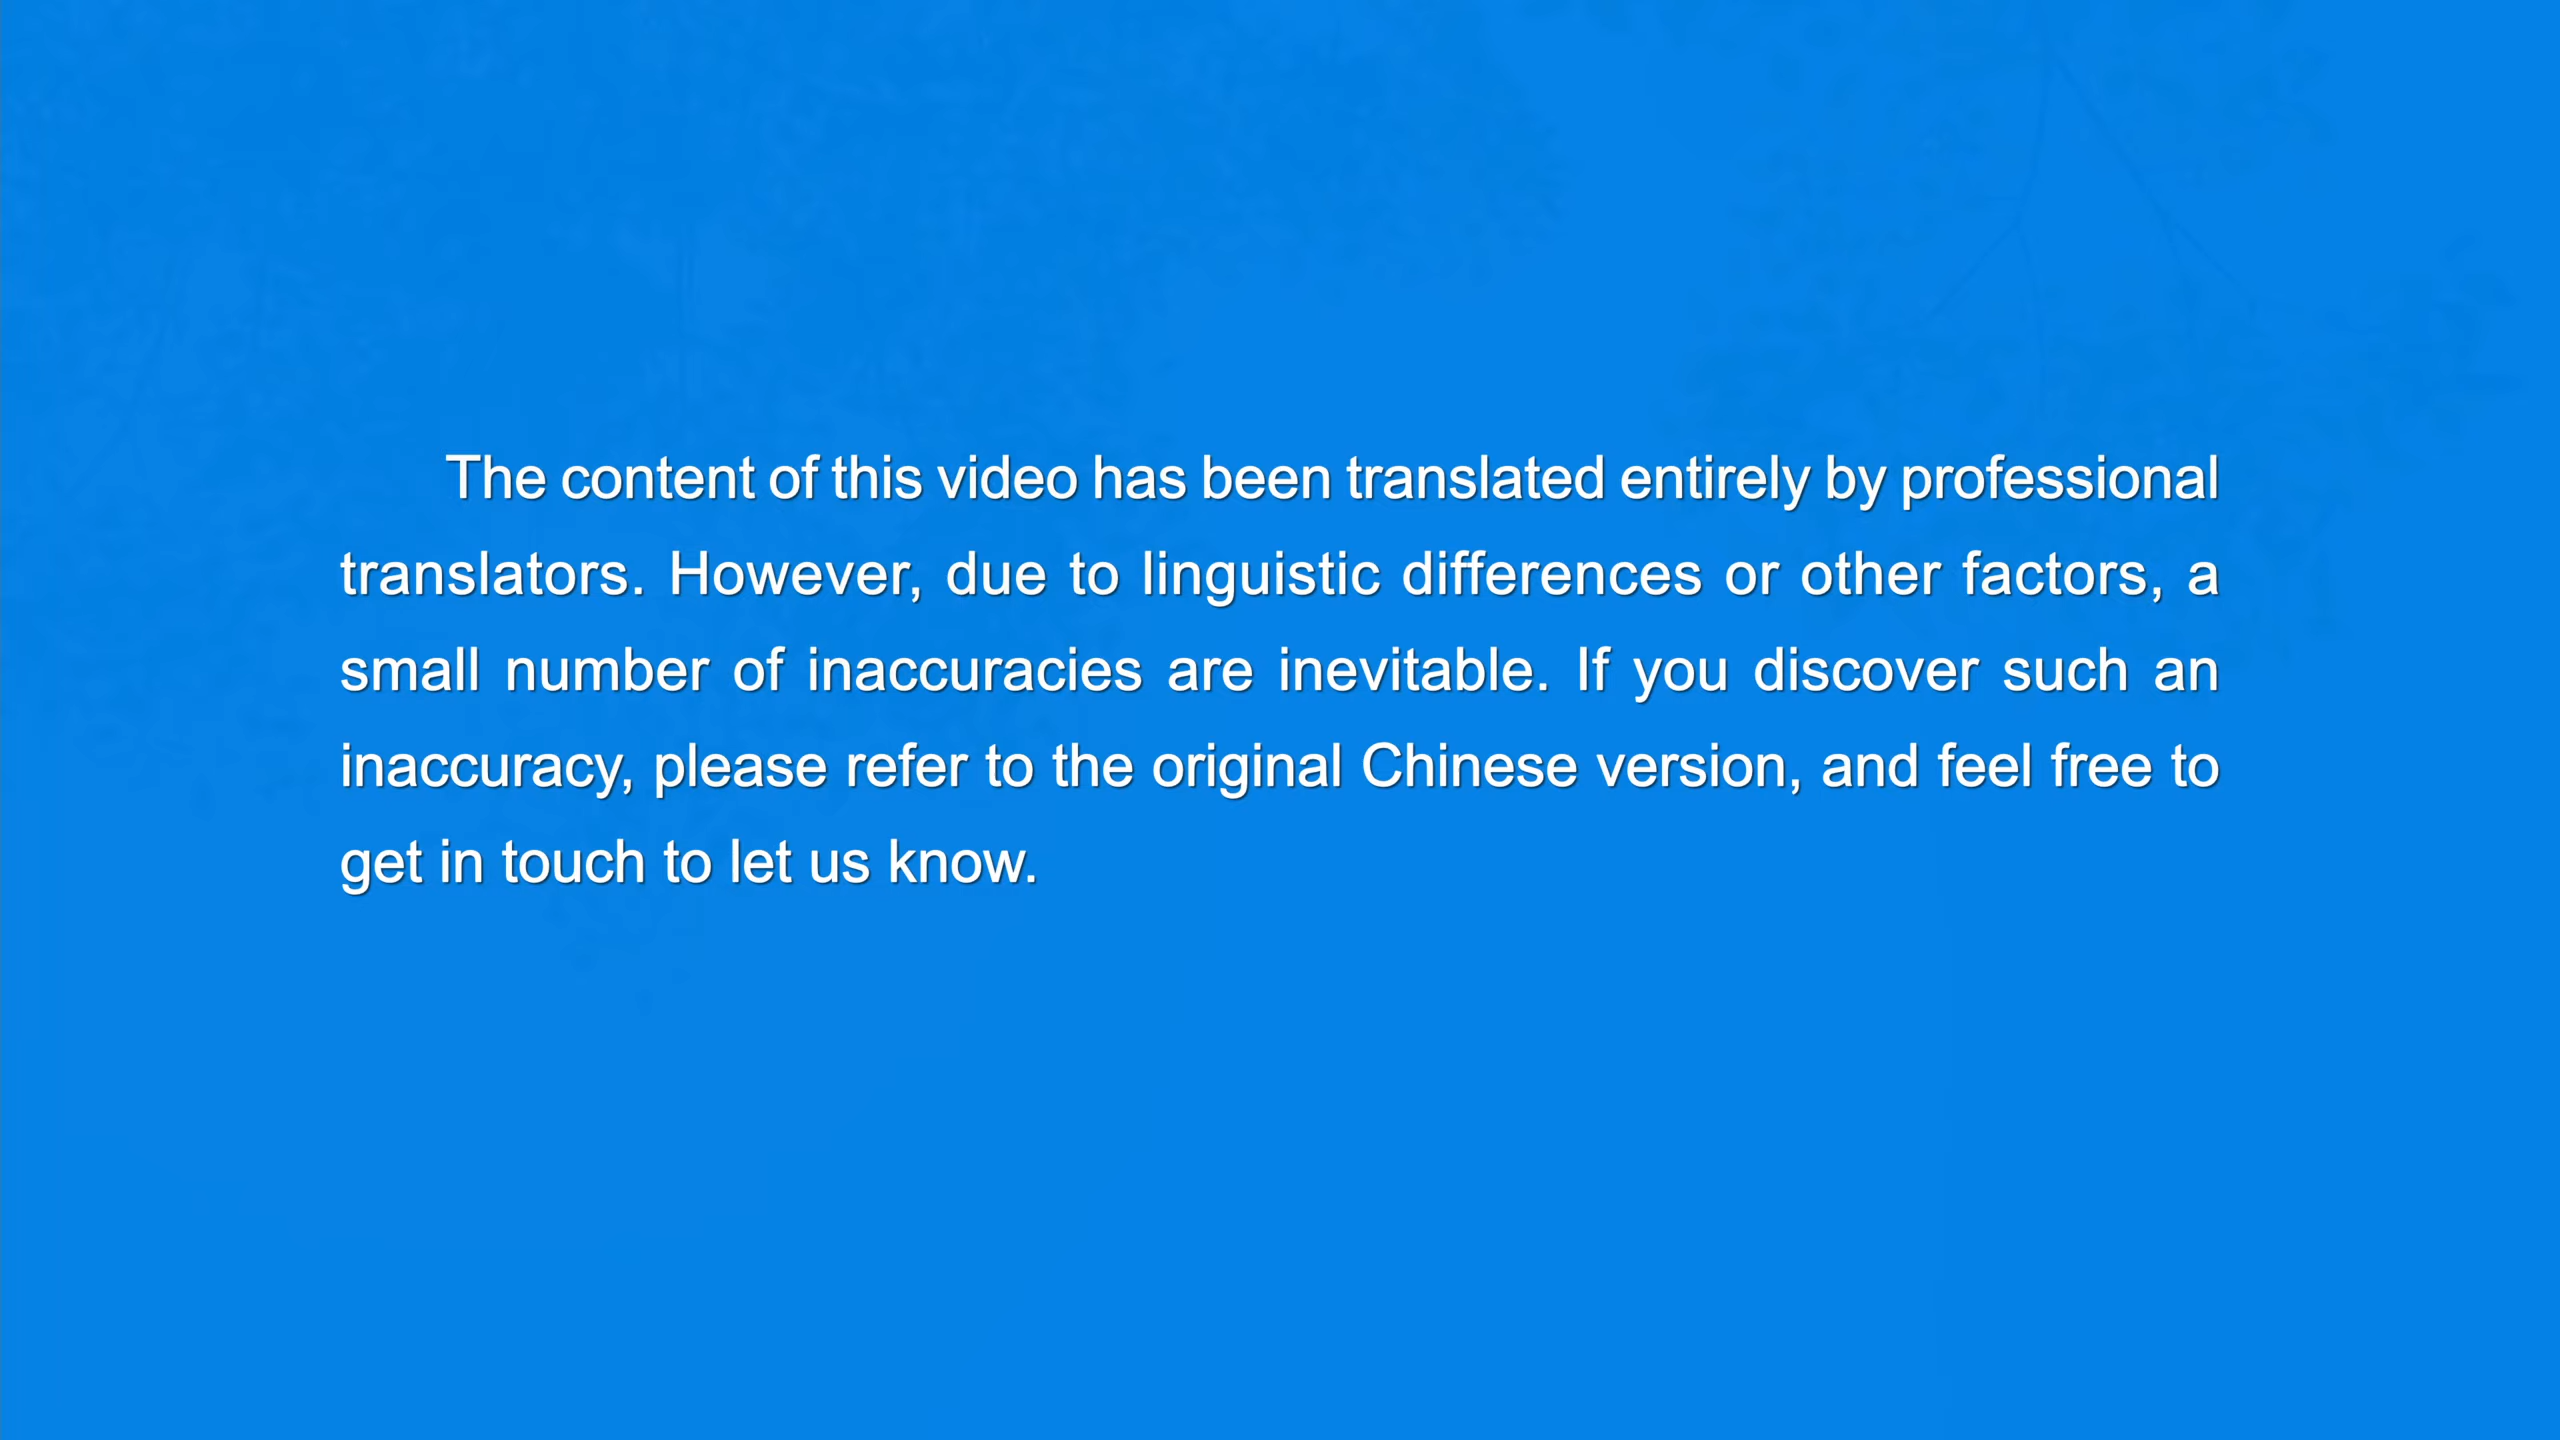 The content of this video has been translated entirely by professional
translators. However, due to linguistic differences or other factors, a
small number of inaccuracies are inevitable. If you discover such an
inaccuracy, please refer to the original Chinese version, and feel free to
get in touch to let us know.